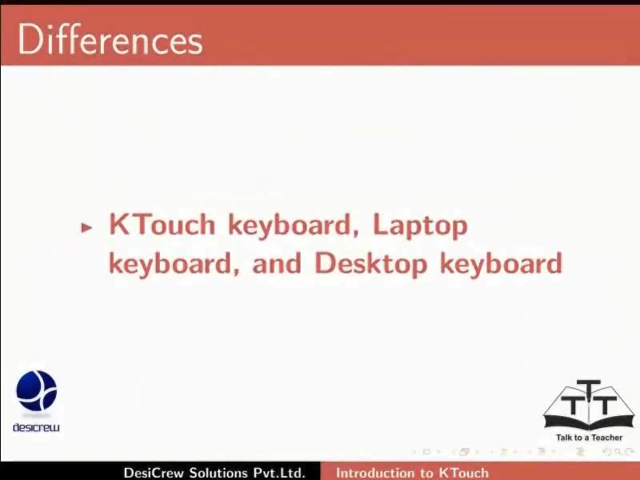 Differences
KTouch keyboard, Laptop
keyboard, and Desktop keyboard
desicrew
TTT
Talk to a Teacher
DesiCrew Solutions Pvt.Ltd.
Introduction to KTouch